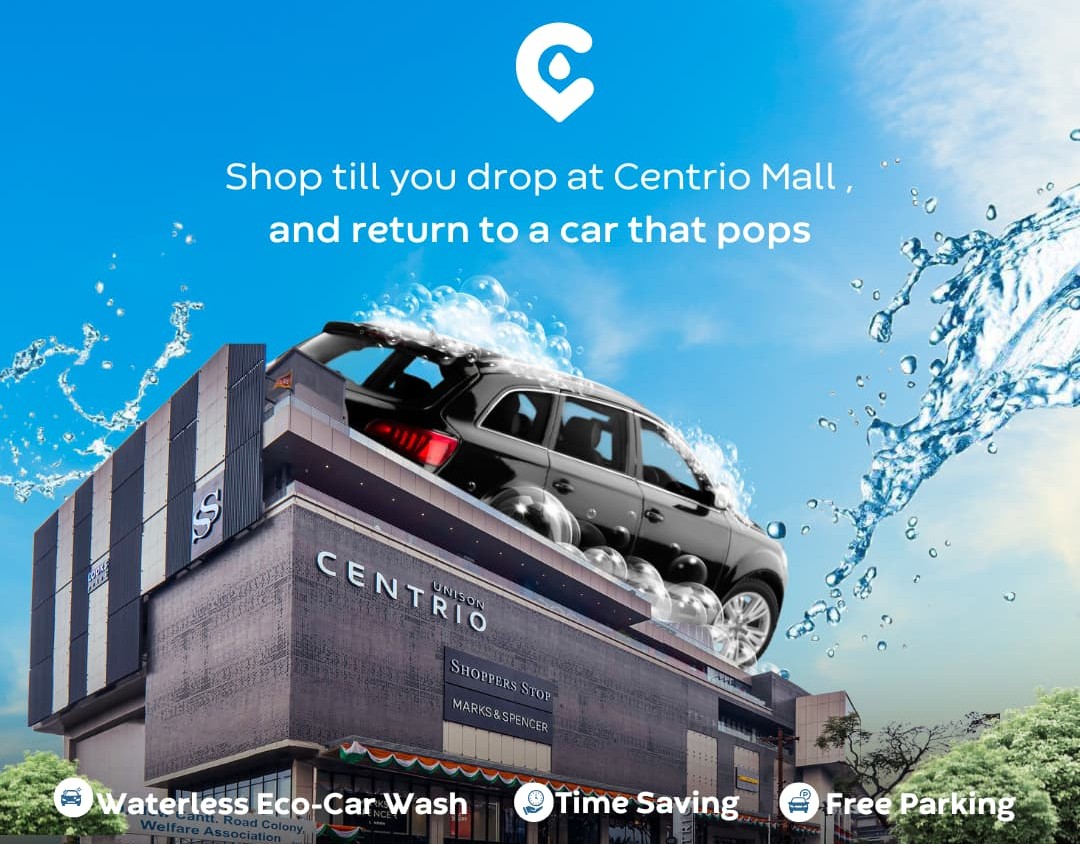 Shop till you drop at Centrio Mall ,
and return to a car that pops
UNISON
CENTRIO
SHOPPERS STOP
MARKS & SPENCER
Waterless Eco-Car Wash
Time Saving
Free Parking
Cantt. Road Colony,
Welfare Association